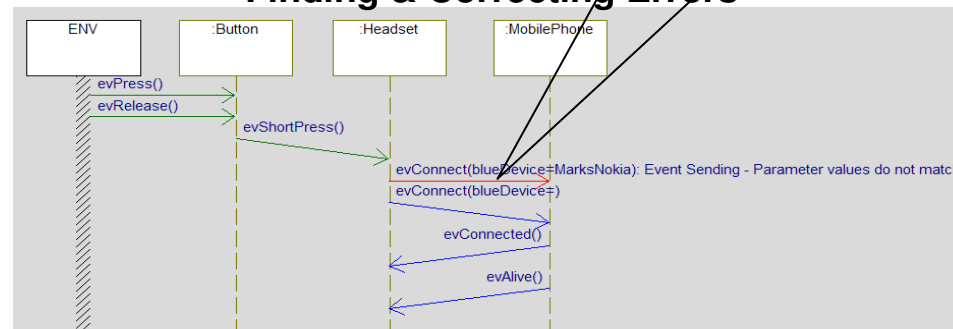 Finding & Correcting Errors
ENV :Button :Headset :MobilePhone
evPress()
evRelease()
evShortPress()
evConnect(blueDevice=MarksNokia): Event Sending - Parameter values do not matc
evConnect(blueDevice=)
evConnected()
evAlive()